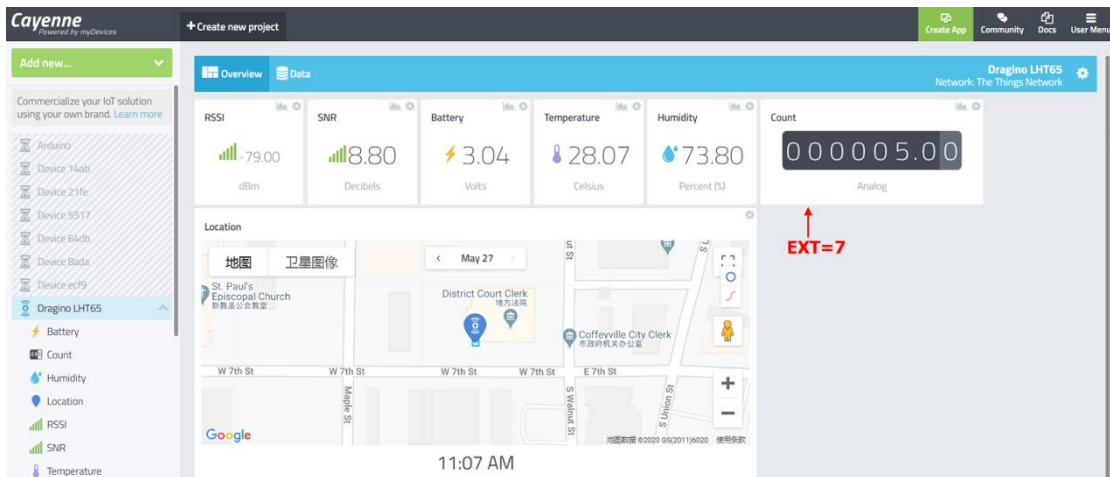 Cayenne
Powered by myDevices
+ Create new project
Create App
Community
Docs
User Menu
Add new...
Commercialize your IoT solution
using your own brand. Learn more
Arduino
Device 14ab
Device 21fe
Device 5517
Device 64db
Device 8ada
Device ecf9
Dragino LHT65
Battery
Count
Humidity
Location
RSSI
SNR
Temperature
Overview
Data
Dragino LHT65
Network: The Things Network
RSSI
-79.00
dBm
SNR
8.80
Decibels
Battery
3.04
Volts
Temperature
28.07
Celsius
Humidity
73.80
Percent (%)
Count
000005.00
Analog
EXT=7
Location
地图
卫星图像
May 27
St. Paul's
Episcopal Church
新教圣公会教堂
District Court Clerk
地方法院
Coffeyville City Clerk
市政府机关办公室
W 7th St
W 7th St
W 7th St
W 7th St
E 7th St
Maple St
S Walnut St
S Union St
Google
地图数据 ©2020 GS(2011)6020
使用条款
11:07 AM